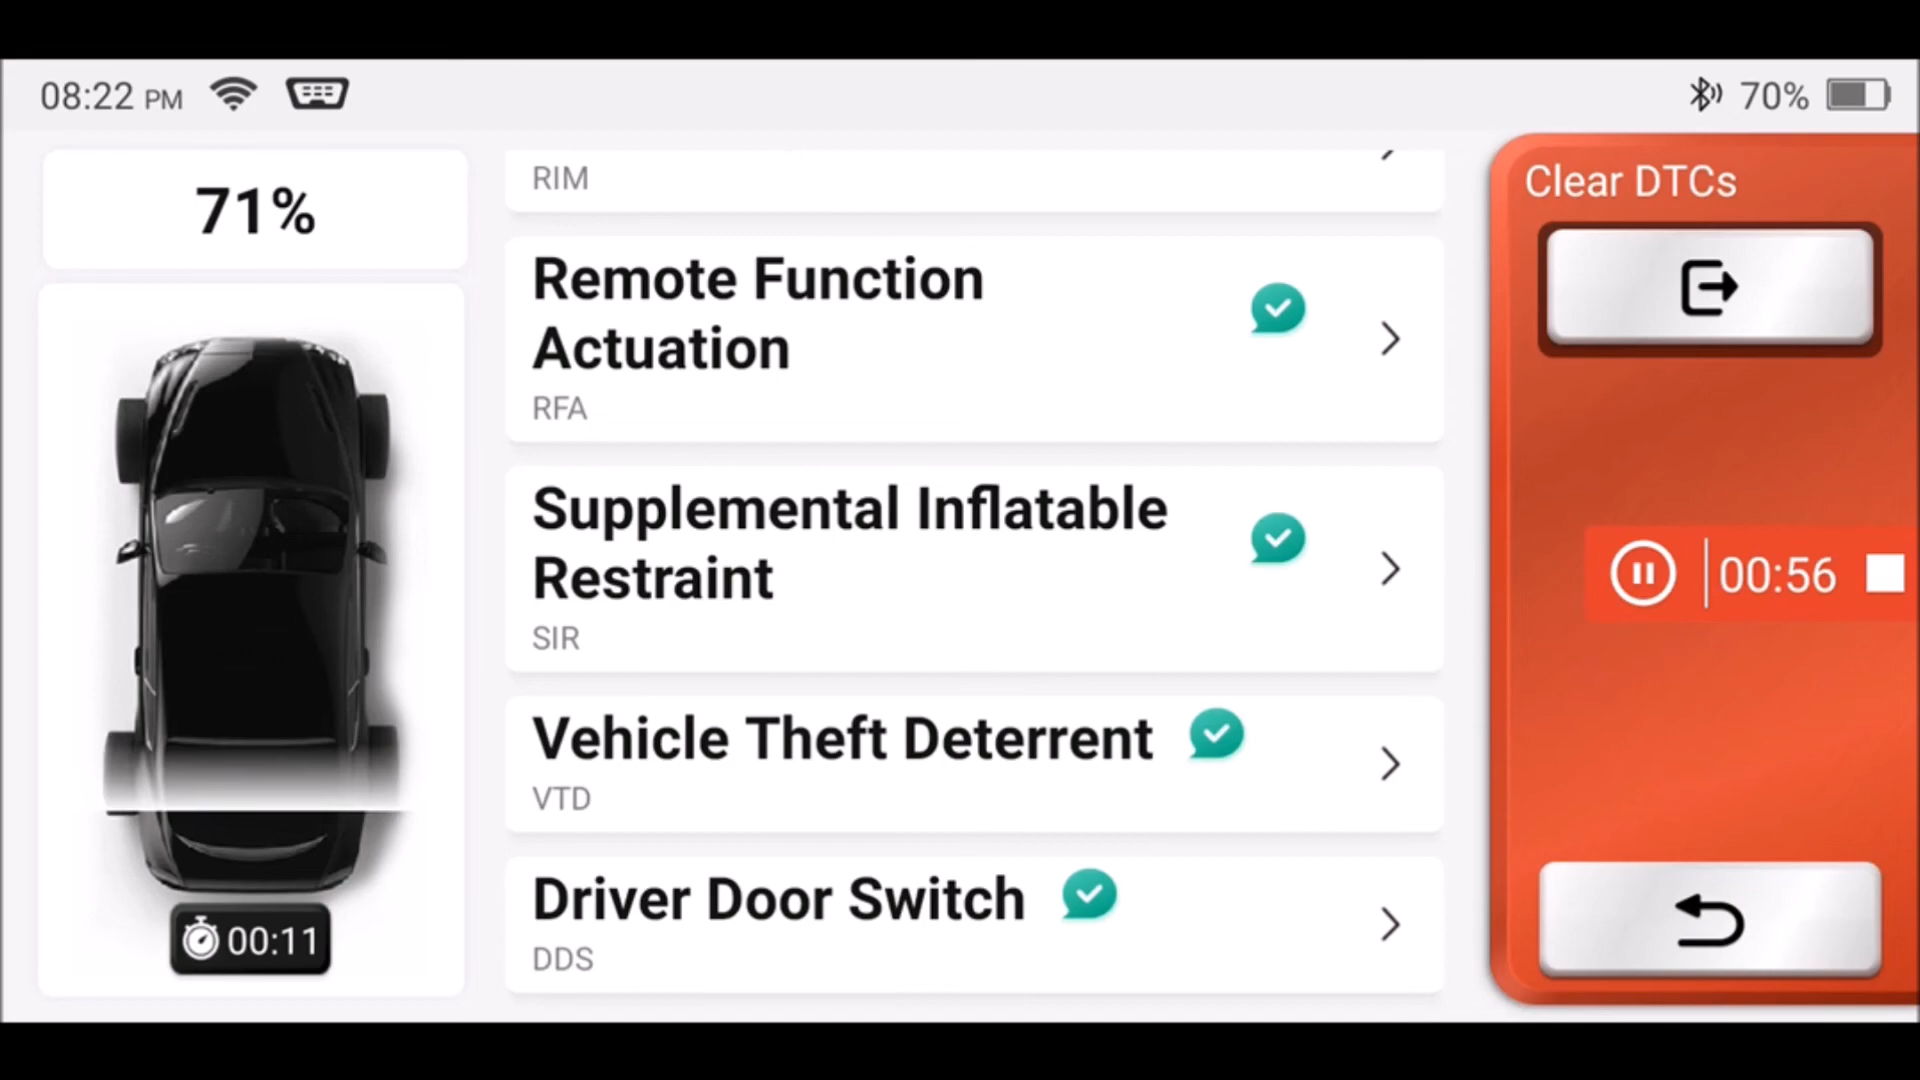 08:22 PM
70%
71%
RIM
Remote Function
Actuation
RFA
Supplemental Inflatable
Restraint
SIR
Vehicle Theft Deterrent
VTD
Driver Door Switch
DDS
00:11
Clear DTCs
00:56